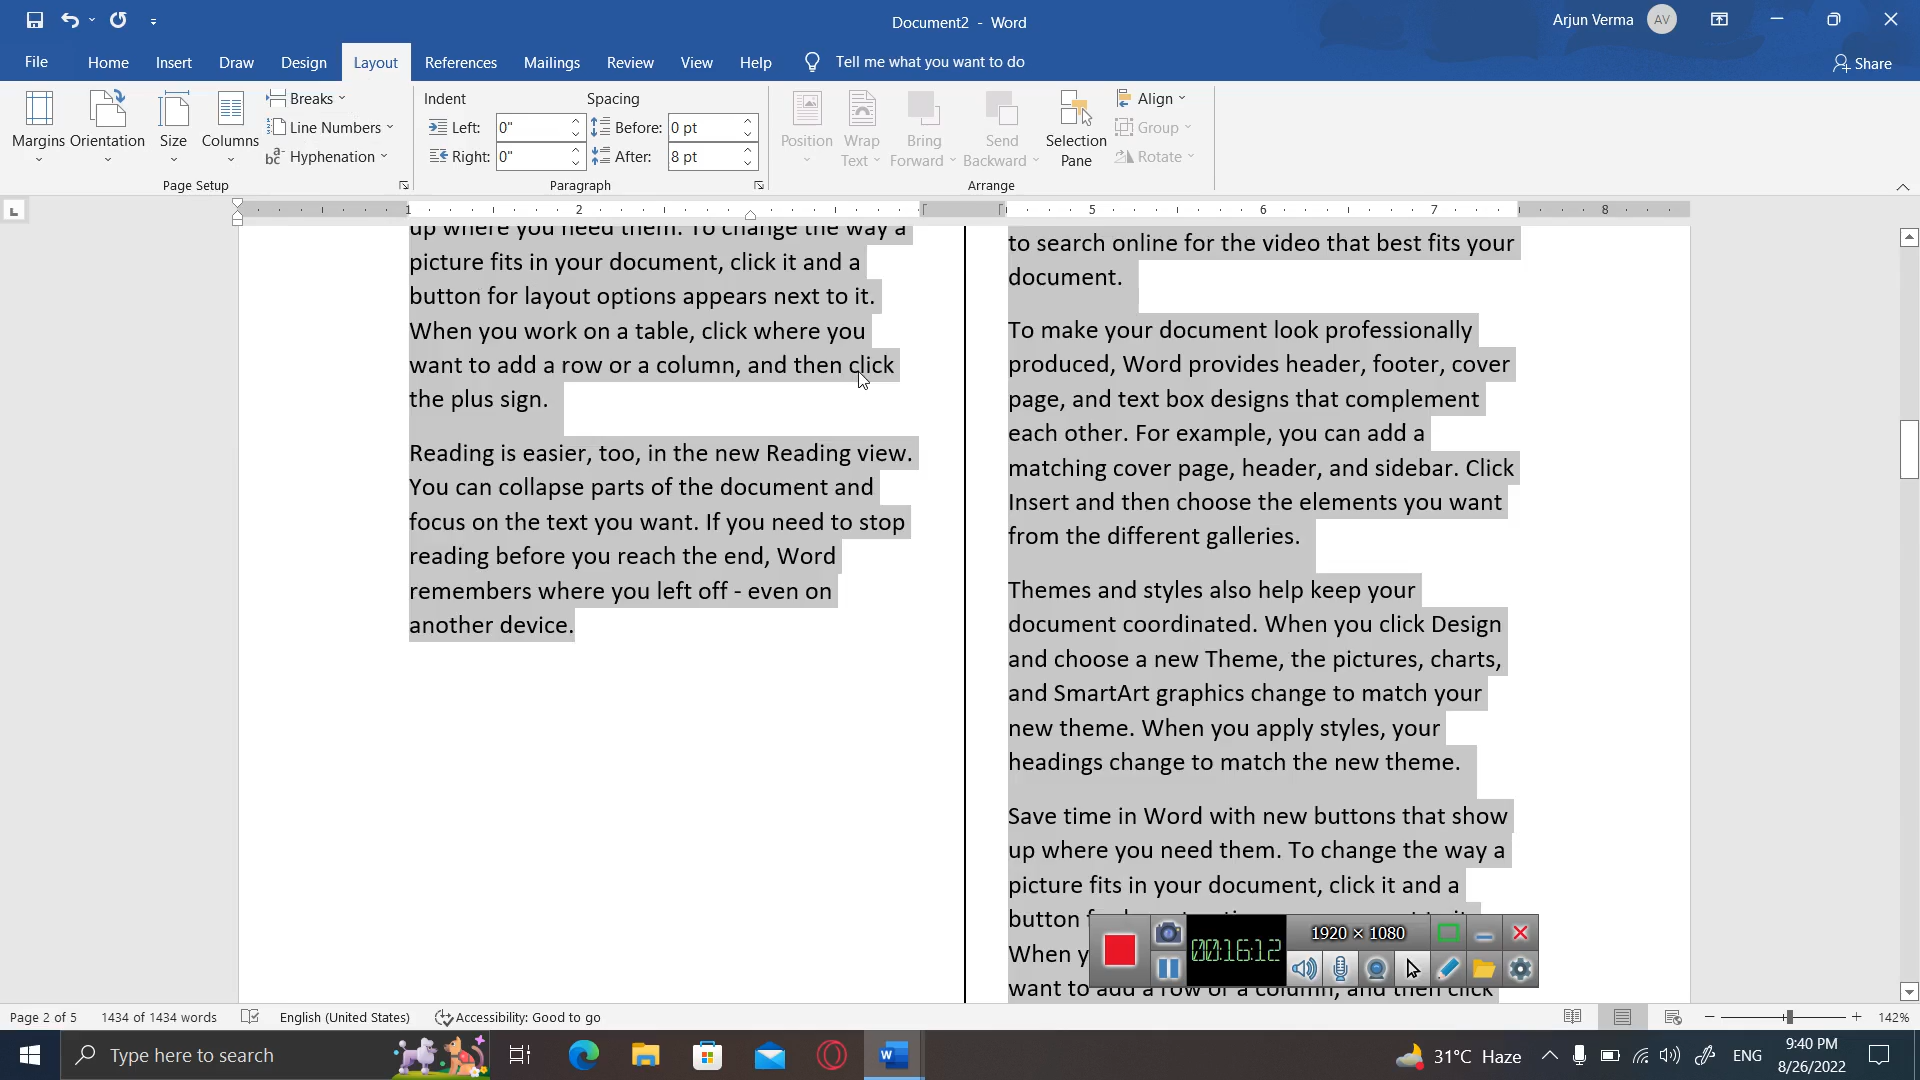 Document2 - Word
Arjun Verma AV
File Home Insert Draw Design Layout References Mailings Review View Help Tell me what you want to do Share
Margins Orientation Size Columns
Breaks
Line Numbers
Hyphenation
Page Setup
Indent Spacing
Left: 0" Before: 0 pt
Right: 0" After: 8 pt
Paragraph
Position
Wrap Text
Bring Forward
Send Backward
Selection Pane
Align
Group
Rotate
Arrange
1 2 5 6 7 8
up where you need them. To change the way a
picture fits in your document, click it and a
button for layout options appears next to it.
When you work on a table, click where you
want to add a row or a column, and then click
the plus sign.
Reading is easier, too, in the new Reading view.
You can collapse parts of the document and
focus on the text you want. If you need to stop
reading before you reach the end, Word
remembers where you left off - even on
another device.
to search online for the video that best fits your
document.
To make your document look professionally
produced, Word provides header, footer, cover
page, and text box designs that complement
each other. For example, you can add a
matching cover page, header, and sidebar. Click
Insert and then choose the elements you want
from the different galleries.
Themes and styles also help keep your
document coordinated. When you click Design
and choose a new Theme, the pictures, charts,
and SmartArt graphics change to match your
new theme. When you apply styles, your
headings change to match the new theme.
Save time in Word with new buttons that show
up where you need them. To change the way a
picture fits in your document, click it and a
button
When y
want to add a row or a column, and then click
00:16:12
1920 × 1080
Page 2 of 5 1434 of 1434 words English (United States) Accessibility: Good to go 142%
Type here to search
31°C Haze ENG
9:40 PM
8/26/2022